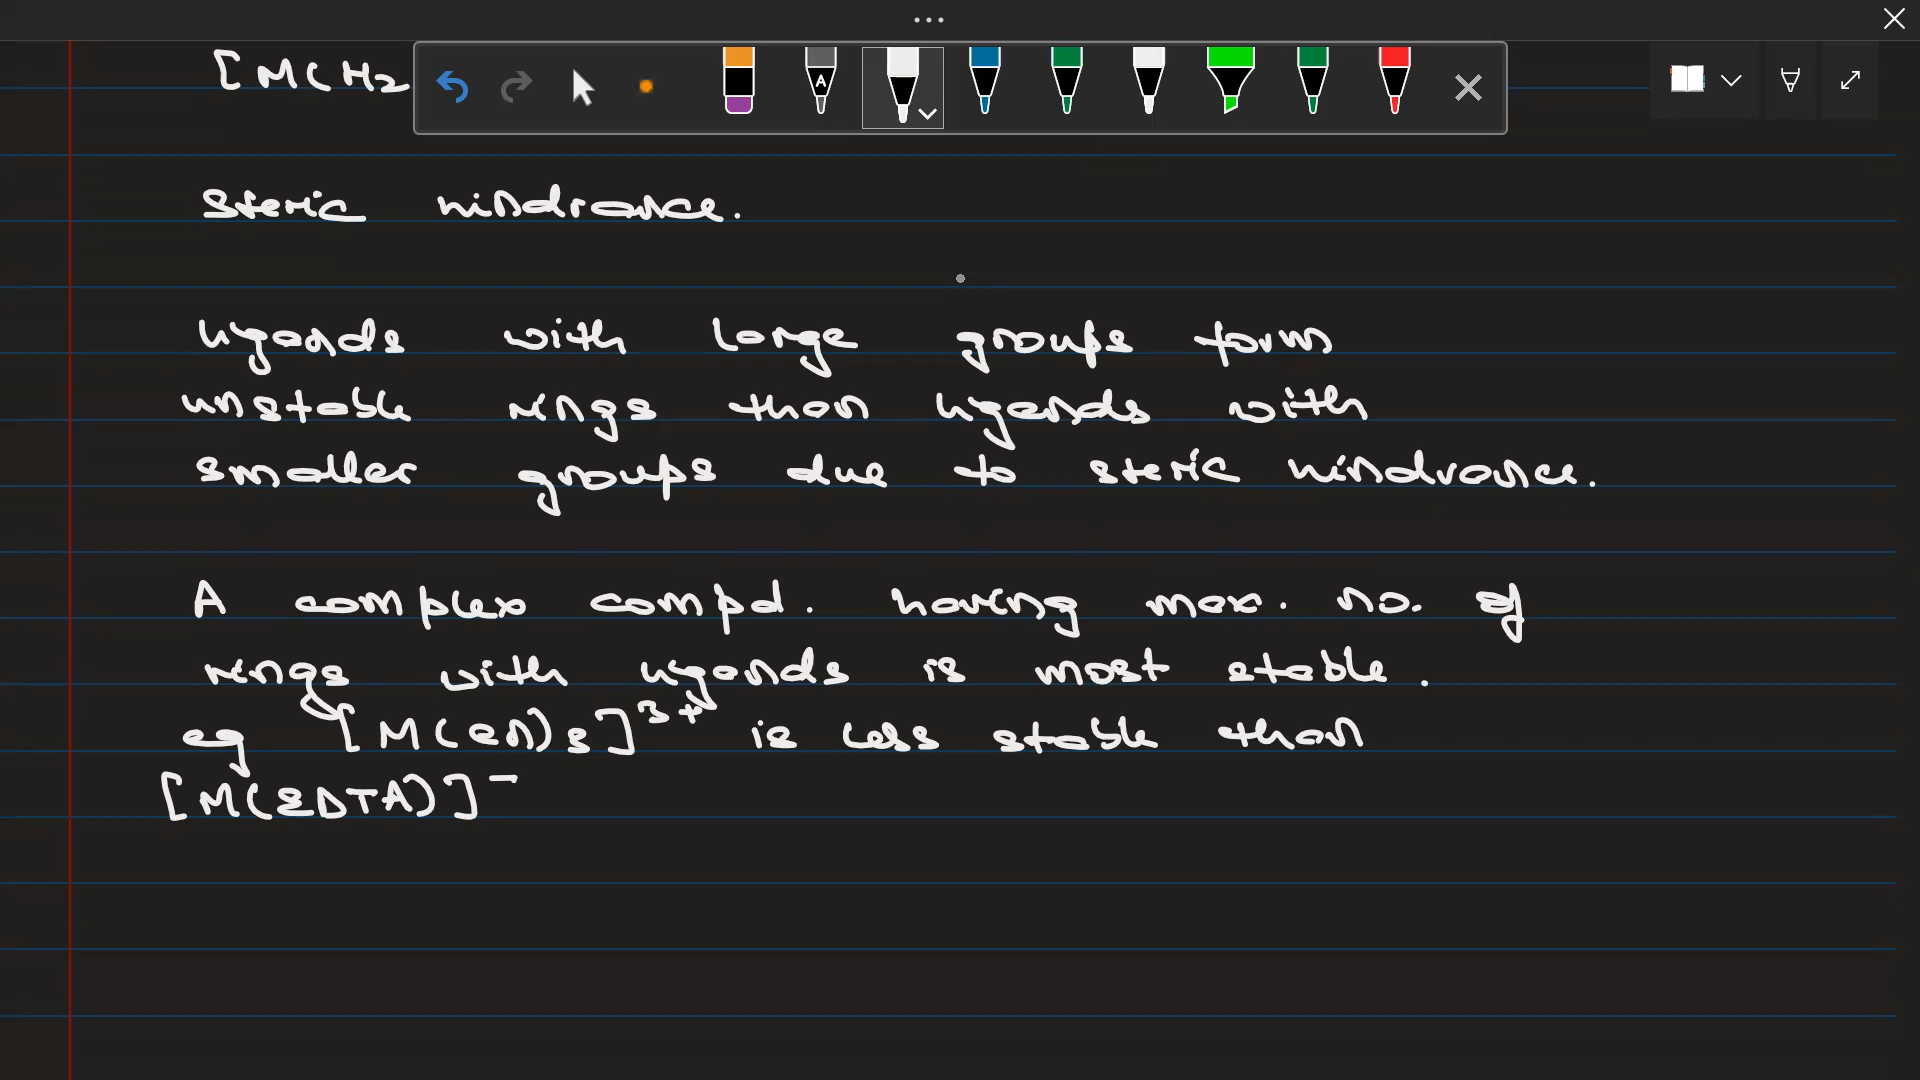 [M(H2
steric hindrance.
ligands with large groups form
unstable rings than ligands with
smaller groups due to steric hindrance.
A complex compd. having max. no. of
rings with ligands is most stable.
eg [M(en)3]3+ is less stable than
[M(EDTA)]-